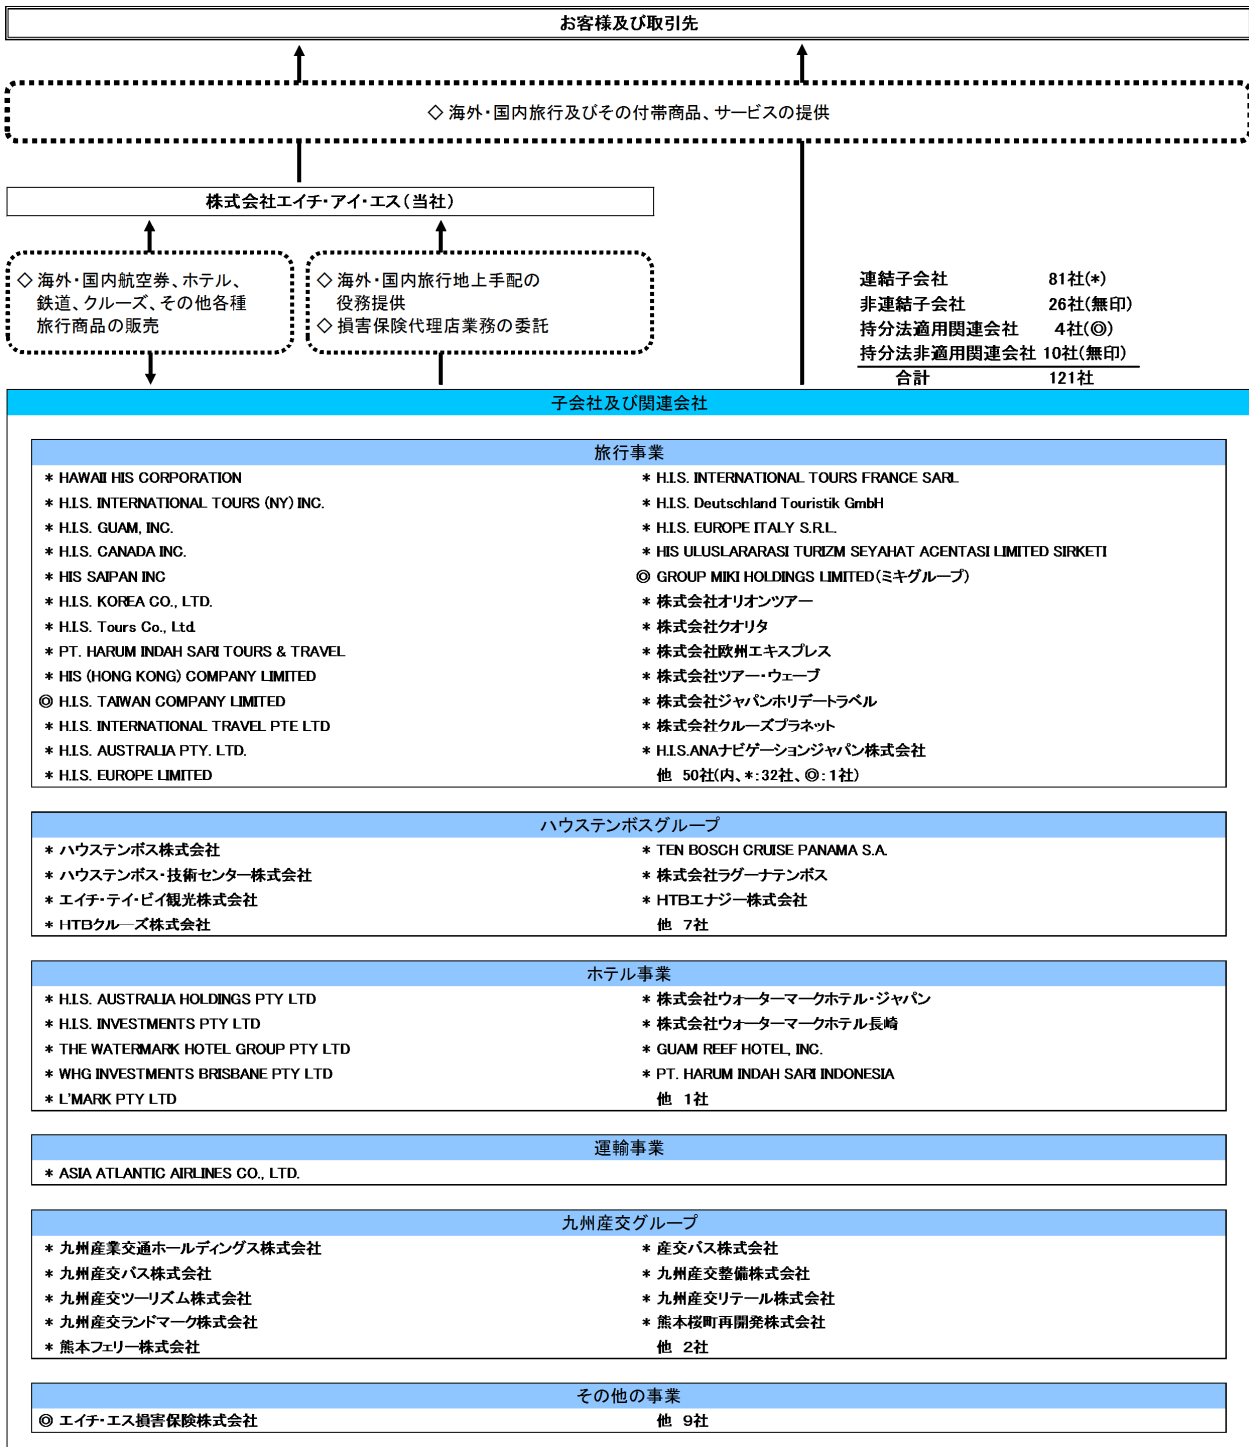 お客様及び取引先
◇ 海外・国内旅行及びその付帯商品、サービスの提供
株式会社エイチ・アイ・エス(当社)
◇ 海外・国内航空券、ホテル、
鉄道、クルーズ、その他各種
旅行商品の販売
◇ 海外・国内旅行地上手配の
役務提供
◇ 損害保険代理店業務の委託
連結子会社 81社(*)
非連結子会社 26社(無印)
持分法適用関連会社 4社(◎)
持分法非適用関連会社 10社(無印)
合計 121社
子会社及び関連会社
旅行事業
* HAWAII HIS CORPORATION
* H.I.S. INTERNATIONAL TOURS (NY) INC.
* H.I.S. GUAM, INC.
* H.I.S. CANADA INC.
* HIS SAIPAN INC
* H.I.S. KOREA CO., LTD.
* H.I.S. Tours Co., Ltd.
* PT. HARUM INDAH SARI TOURS & TRAVEL
* HIS (HONG KONG) COMPANY LIMITED
◎ H.I.S. TAIWAN COMPANY LIMITED
* H.I.S. INTERNATIONAL TRAVEL PTE LTD
* H.I.S. AUSTRALIA PTY. LTD.
* H.I.S. EUROPE LIMITED
* H.I.S. INTERNATIONAL TOURS FRANCE SARL
* H.I.S. Deutschland Touristik GmbH
* H.I.S. EUROPE ITALY S.R.L.
* HIS ULUSLARARASI TURIZM SEYAHAT ACENTASI LIMITED SIRKETI
◎ GROUP MIKI HOLDINGS LIMITED(ミキグループ)
* 株式会社オリオンツアー
* 株式会社クオリタ
* 株式会社欧州エキスプレス
* 株式会社ツアー・ウェーブ
* 株式会社ジャパンホリデートラベル
* 株式会社クルーズプラネット
* H.I.S.ANAナビゲーションジャパン株式会社
他 50社(内、*:32社、◎:1社)
ハウステンボスグループ
* ハウステンボス株式会社
* ハウステンボス・技術センター株式会社
* エイチ・テイ・ビイ観光株式会社
* HTBクルーズ株式会社
* TEN BOSCH CRUISE PANAMA S.A.
* 株式会社ラグーナテンボス
* HTBエナジー株式会社
他 7社
ホテル事業
* H.I.S. AUSTRALIA HOLDINGS PTY LTD
* H.I.S. INVESTMENTS PTY LTD
* THE WATERMARK HOTEL GROUP PTY LTD
* WHG INVESTMENTS BRISBANE PTY LTD
* L'MARK PTY LTD
* 株式会社ウォーターマークホテル・ジャパン
* 株式会社ウォーターマークホテル長崎
* GUAM REEF HOTEL, INC.
* PT. HARUM INDAH SARI INDONESIA
他 1社
運輸事業
* ASIA ATLANTIC AIRLINES CO., LTD.
九州産交グループ
* 九州産業交通ホールディングス株式会社
* 九州産交バス株式会社
* 九州産交ツーリズム株式会社
* 九州産交ランドマーク株式会社
* 熊本フェリー株式会社
* 産交バス株式会社
* 九州産交整備株式会社
* 九州産交リテール株式会社
* 熊本桜町再開発株式会社
他 2社
その他の事業
◎ エイチ・エス損害保険株式会社
他 9社